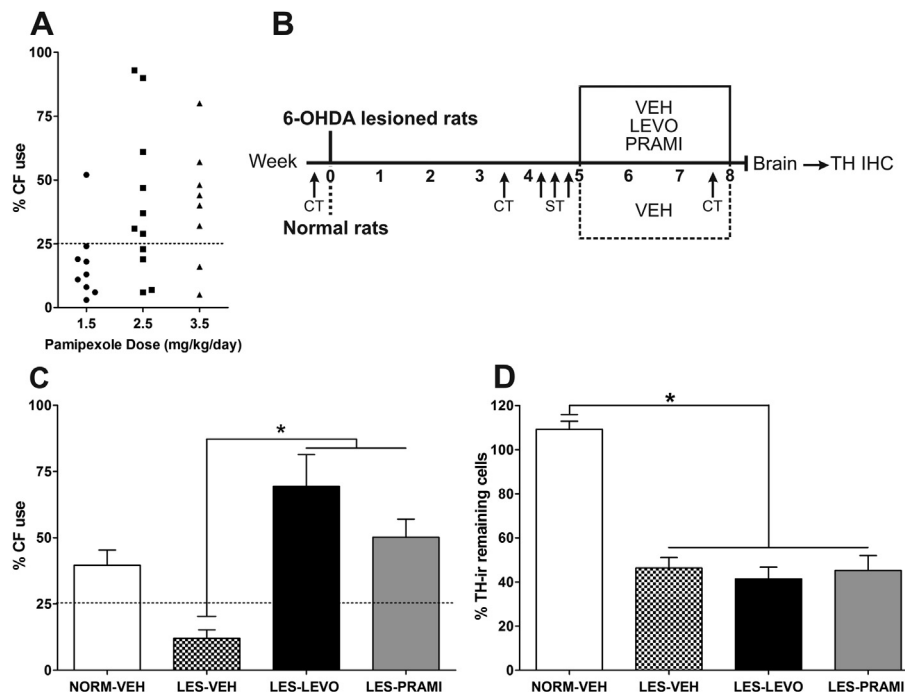 A
100
75
50
25
0
% CF use
1.5 2.5 3.5
Pamipexole Dose (mg/kg/day)
B
6-OHDA lesioned rats
VEH
LEVO
PRAMI
Week
0 1 2 3 4 5 6 7 8
Brain
TH IHC
CT CT ST CT
Normal rats
VEH
C
100
75
50
25
0
% CF use
*
NORM-VEH LES-VEH LES-LEVO LES-PRAMI
D
120
100
80
60
40
20
0
% TH-ir remaining cells
*
NORM-VEH LES-VEH LES-LEVO LES-PRAMI